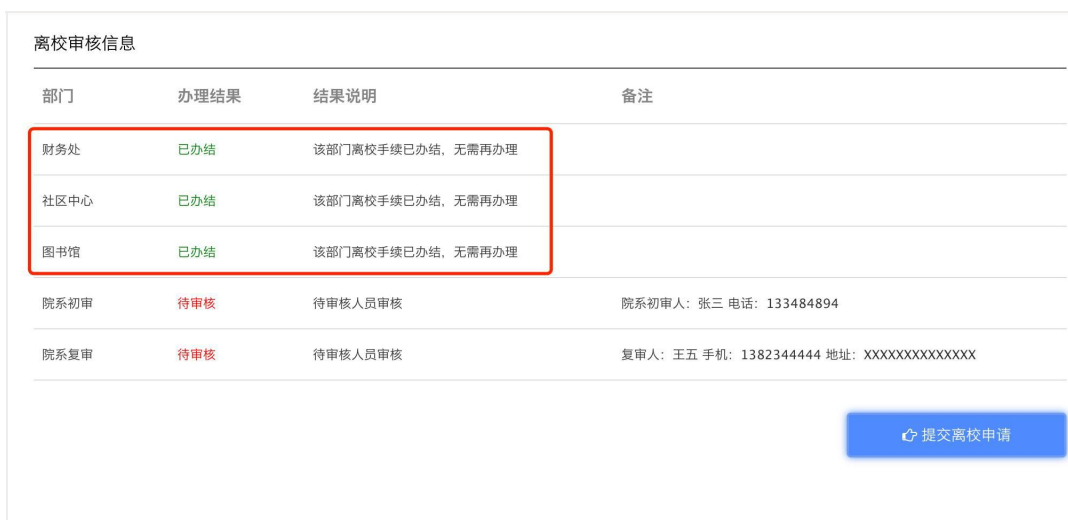 离校审核信息
部门 办理结果 结果说明 备注
财务处 已办结 该部门离校手续已办结，无需再办理
社区中心 已办结 该部门离校手续已办结，无需再办理
图书馆 已办结 该部门离校手续已办结，无需再办理
院系初审 待审核 待审核人员审核 院系初审人：张三 电话：133484894
院系复审 待审核 待审核人员审核 复审人：王五 手机：1382344444 地址：XXXXXXXXXXXXXX
提交离校申请